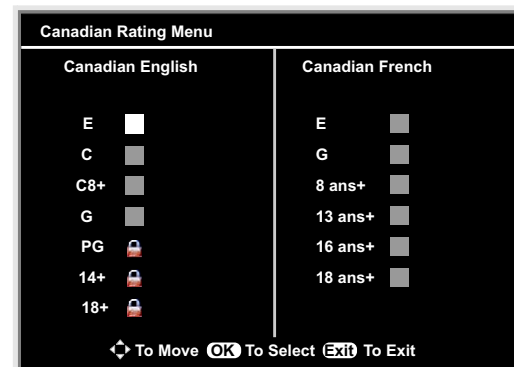 Canadian Rating Menu
Canadian English
E
C
C8+
G
PG
14+
18+
Canadian French
E
G
8 ans+
13 ans+
16 ans+
18 ans+
To Move OK To Select Exit To Exit